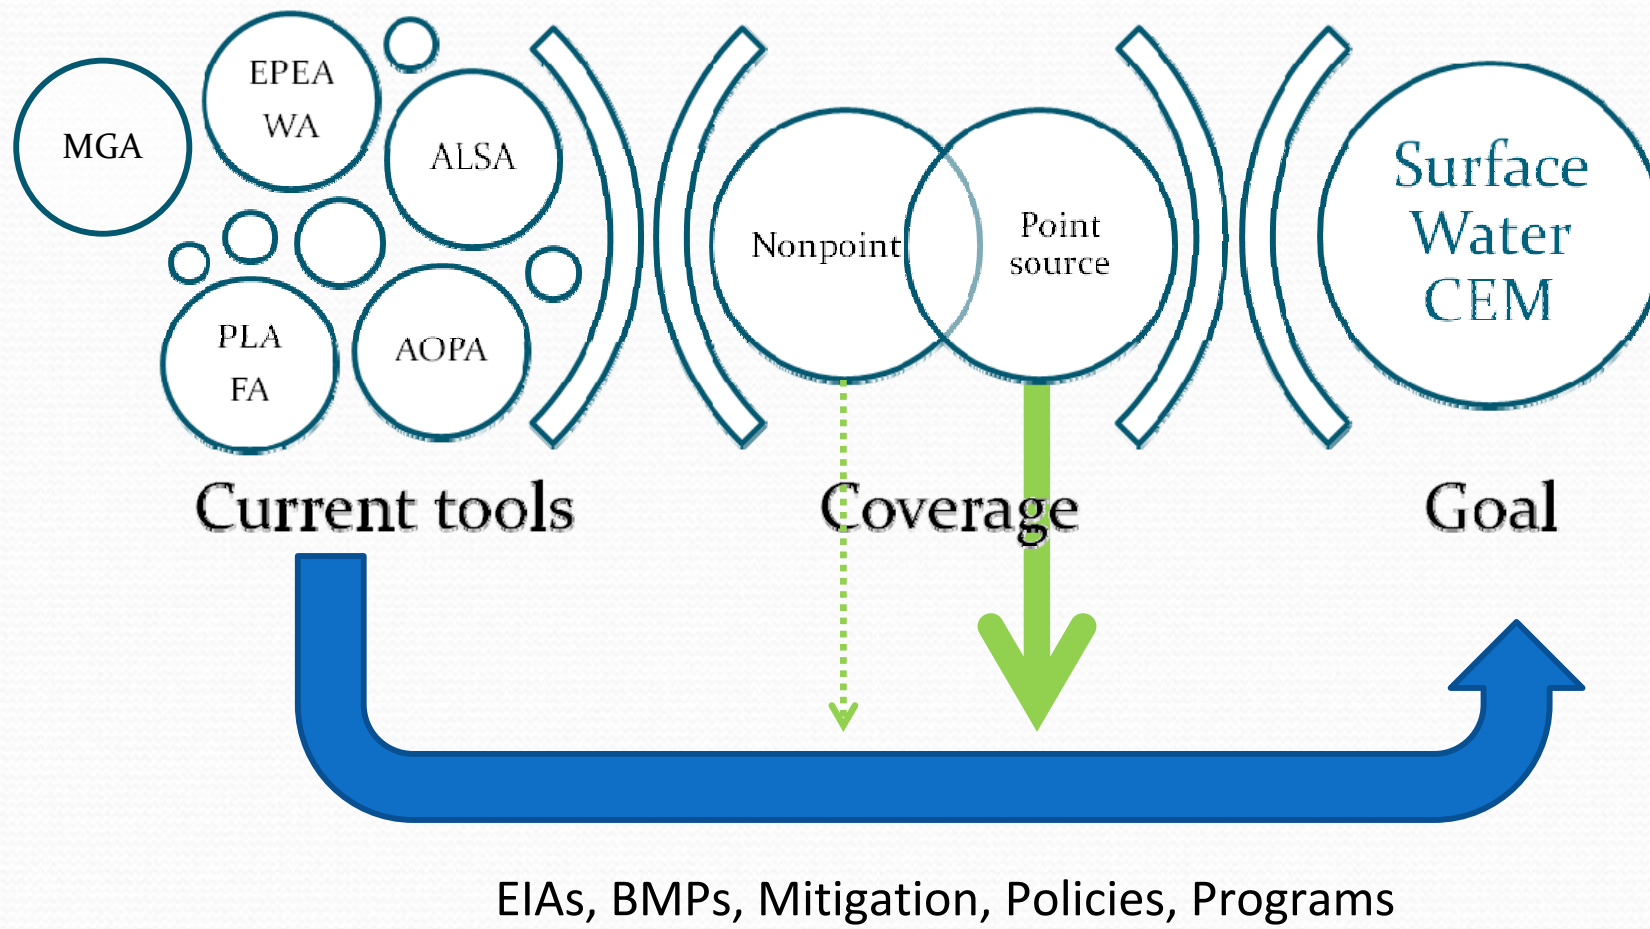 MGA
EPEA
WA
ALSA
PLA
FA
AOPA
Nonpoint
Point
source
Surface
Water
CEM
Current tools
Coverage
Goal
EIAs, BMPs, Mitigation, Policies, Programs